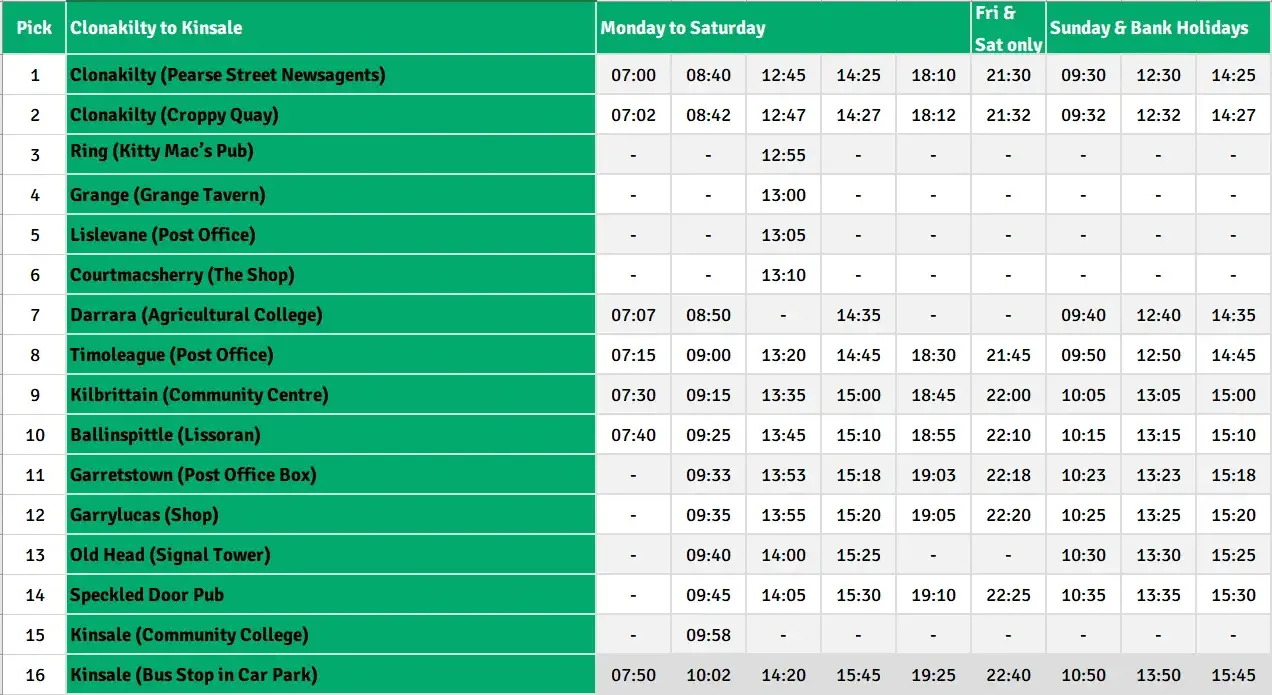 Pick Clonakilty to Kinsale Monday to Saturday Fri & Sat only Sunday & Bank Holidays
1 Clonakilty (Pearse Street Newsagents) 07:00 08:40 12:45 14:25 18:10 21:30 09:30 12:30 14:25
2 Clonakilty (Croppy Quay) 07:02 08:42 12:47 14:27 18:12 21:32 09:32 12:32 14:27
3 Ring (Kitty Mac's Pub) - - 12:55 - - - - - -
4 Grange (Grange Tavern) - - 13:00 - - - - - -
5 Lislevane (Post Office) - - 13:05 - - - - - -
6 Courtmacsherry (The Shop) - - 13:10 - - - - - -
7 Darrara (Agricultural College) 07:07 08:50 - 14:35 - - 09:40 12:40 14:35
8 Timoleague (Post Office) 07:15 09:00 13:20 14:45 18:30 21:45 09:50 12:50 14:45
9 Kilbrittain (Community Centre) 07:30 09:15 13:35 15:00 18:45 22:00 10:05 13:05 15:00
10 Ballinspittle (Lissoran) 07:40 09:25 13:45 15:10 18:55 22:10 10:15 13:15 15:10
11 Garretstown (Post Office Box) - 09:33 13:53 15:18 19:03 22:18 10:23 13:23 15:18
12 Garrylucas (Shop) - 09:35 13:55 15:20 19:05 22:20 10:25 13:25 15:20
13 Old Head (Signal Tower) - 09:40 14:00 15:25 - - 10:30 13:30 15:25
14 Speckled Door Pub - 09:45 14:05 15:30 19:10 22:25 10:35 13:35 15:30
15 Kinsale (Community College) - 09:58 - - - - - - -
16 Kinsale (Bus Stop in Car Park) 07:50 10:02 14:20 15:45 19:25 22:40 10:50 13:50 15:45